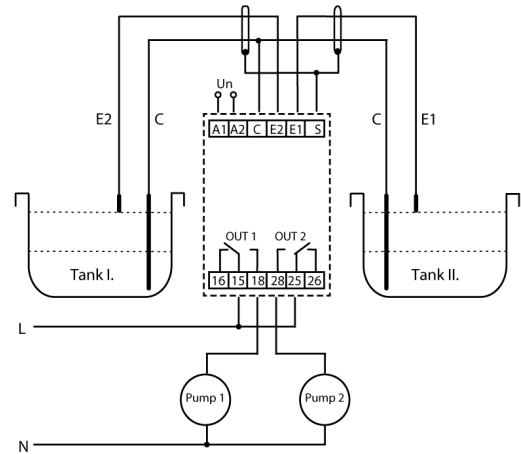 Un
E2
C
C
E1
A1 A2 C E2 E1 S
OUT 1 OUT 2
Tank I.
Tank II.
16 15 18 28 25 26
L
Pump 1
Pump 2
N